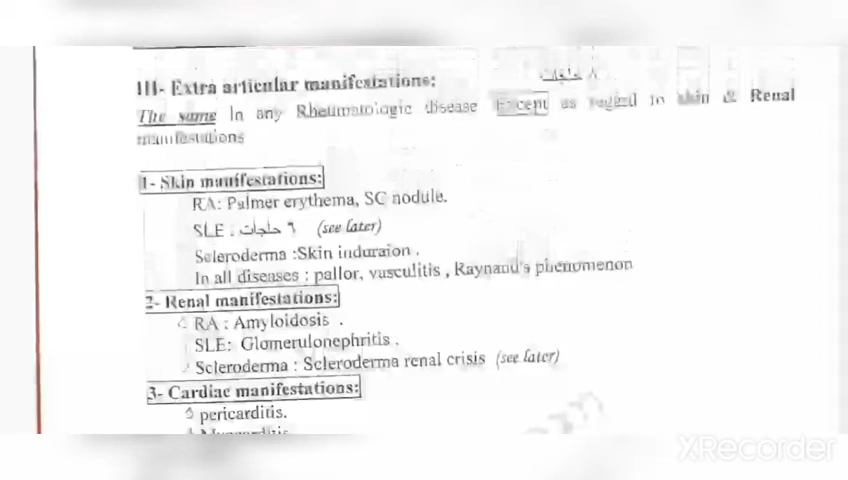 III- Extra articular manifestations:
٨ حاجات
The same In any Rheumatologic disease Except as regard to skin & Renal
manifestations
1- Skin manifestations:
RA: Palmer erythema, SC nodule.
SLE : ٦ حاجات (see later)
Scleroderma :Skin induraion .
In all diseases : pallor, vasculitis , Raynaud's phenomenon
2- Renal manifestations:
RA : Amyloidosis .
SLE: Glomerulonephritis .
Scleroderma : Scleroderma renal crisis (see later)
3- Cardiac manifestations:
pericarditis.
XRecorder